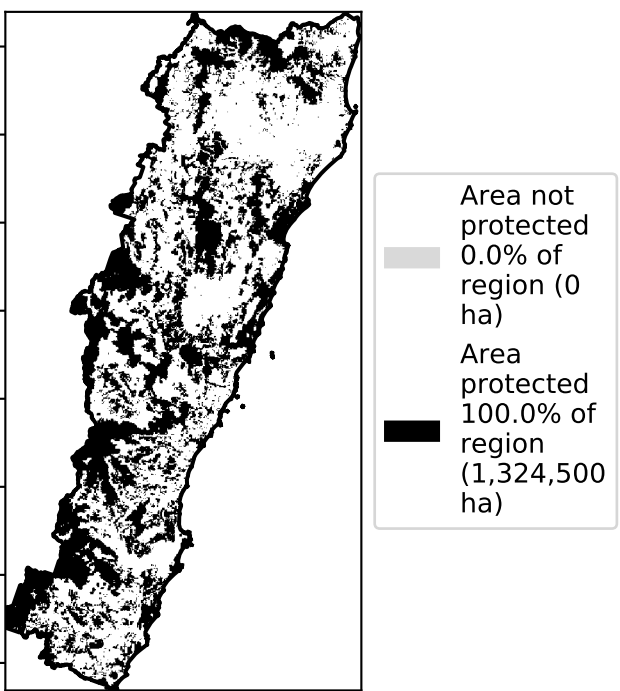 Area not
protected
0.0% of
region (0
ha)
Area
protected
100.0% of
region
(1,324,500
ha)